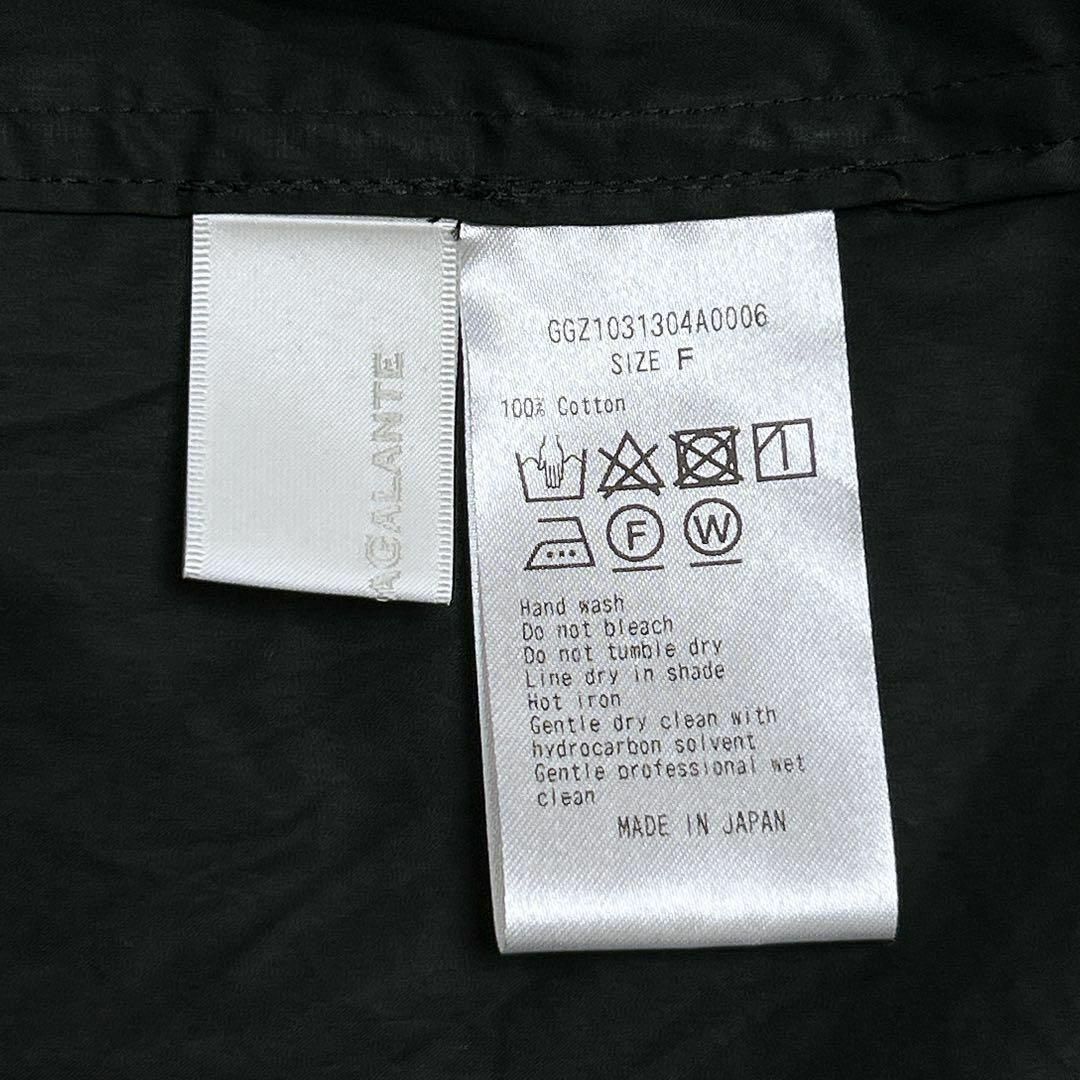 AGALANTE
GGZ1031304A0006
SIZE F
100% Cotton
F
W
Hand wash
Do not bleach
Do not tumble dry
Line dry in shade
Hot iron
Gentle dry clean with
hydrocarbon solvent
Gentle professional wet
clean
MADE IN JAPAN